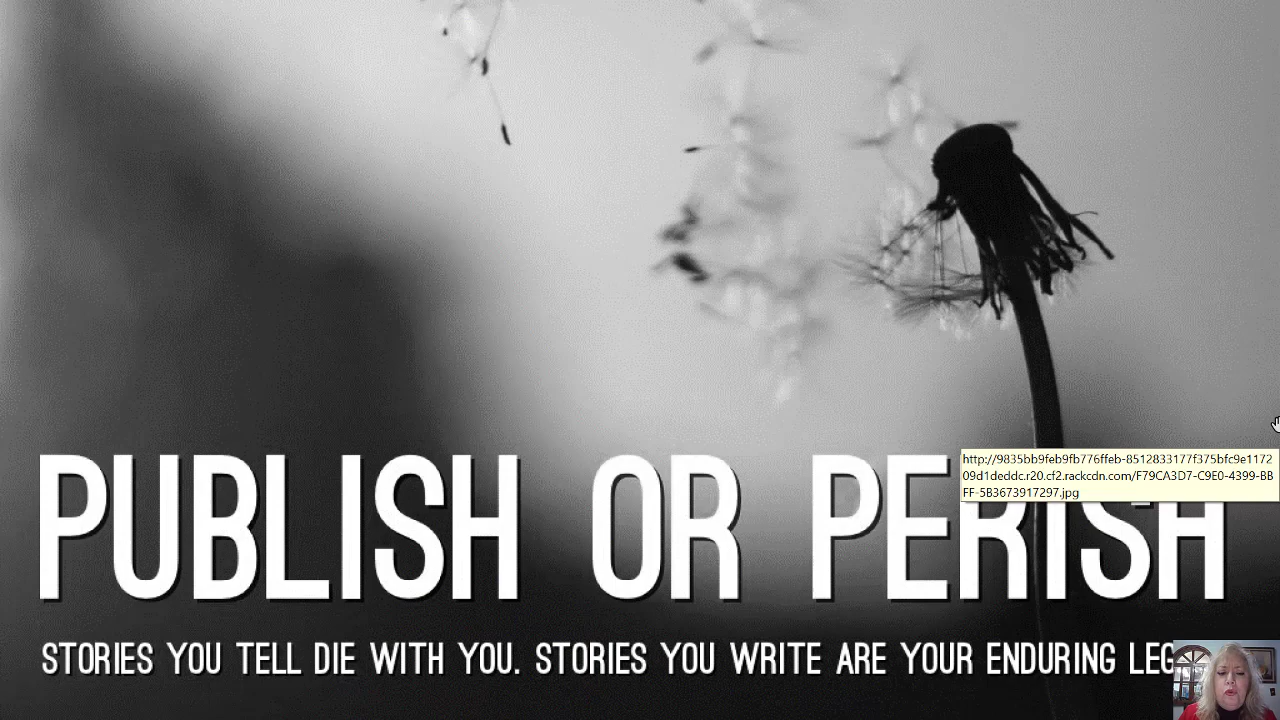 PUBLISH OR PERISH
http://9835bb9feb9fb776ffeb-8512833177f375bfc9e1172
09d1deddc.r20.cf2.rackcdn.com/F79CA3D7-C9E0-4399-BB
FF-5B3673917297.jpg
STORIES YOU TELL DIE WITH YOU. STORIES YOU WRITE ARE YOUR ENDURING LEG